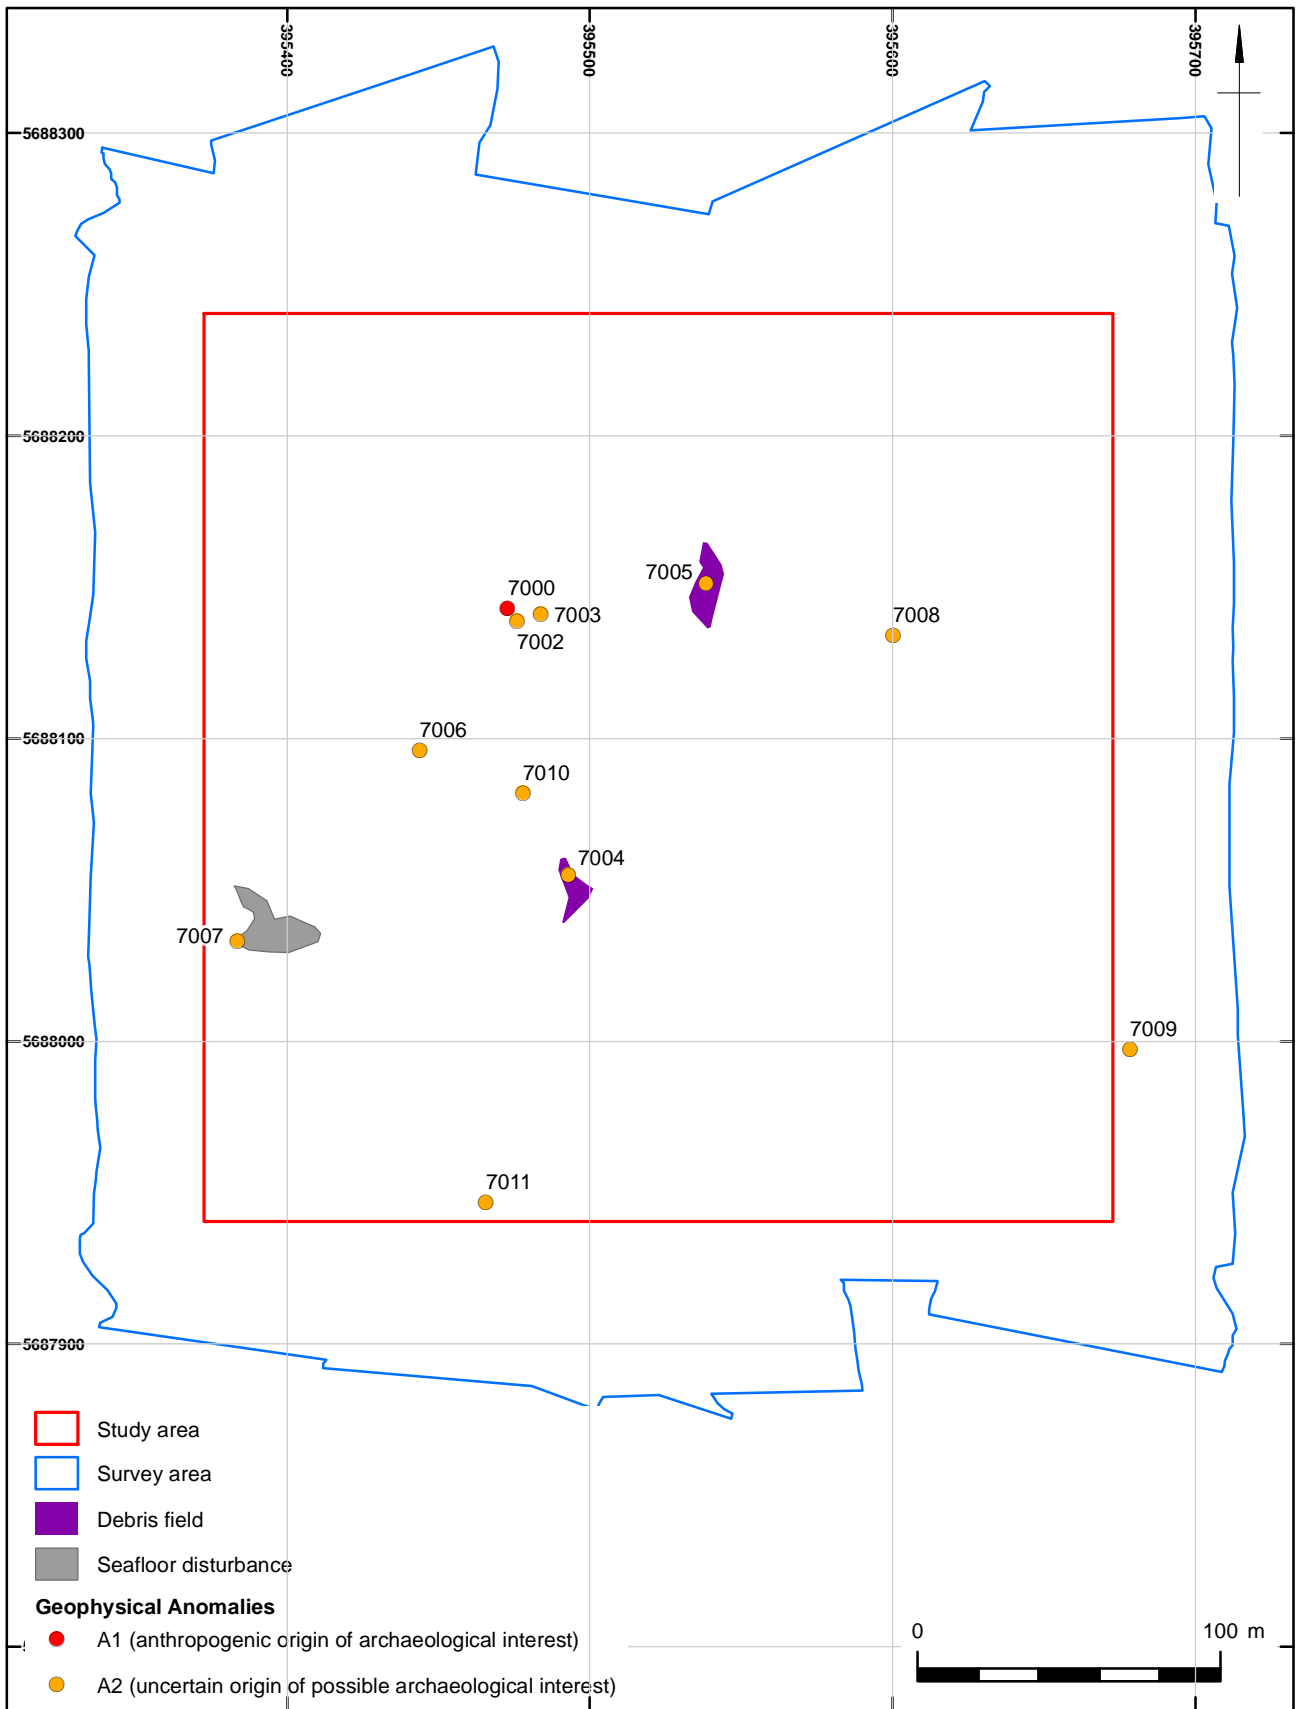 395400
395500
395600
395700
5688300
5688200
7005
7000
7003
7008
7002
5688100
7006
7010
7004
7007
5688000
7009
7011
5687900
Study area
Survey area
Debris field
Seafloor disturbance
Geophysical Anomalies
A1 (anthropogenic origin of archaeological interest)
A2 (uncertain origin of possible archaeological interest)
0 100 m